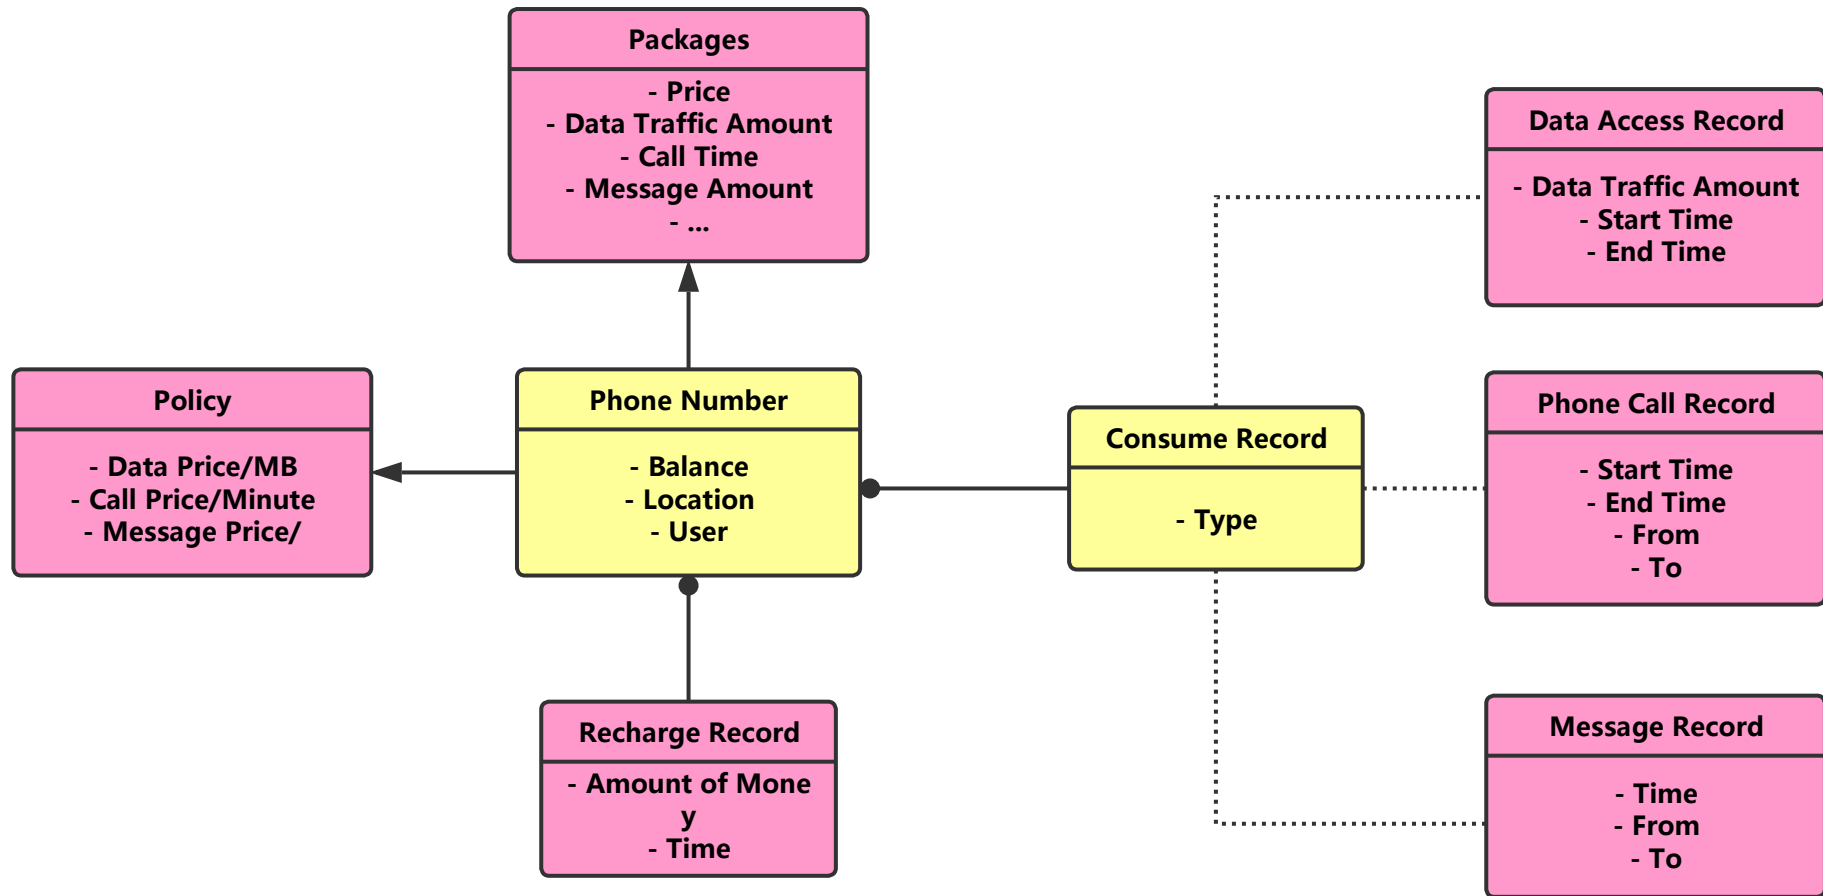 Packages
- Price
- Data Traffic Amount
- Call Time
- Message Amount
- ...
Data Access Record
- Data Traffic Amount
- Start Time
- End Time
Policy
- Data Price/MB
- Call Price/Minute
- Message Price/
Phone Number
- Balance
- Location
- User
Consume Record
- Type
Phone Call Record
- Start Time
- End Time
- From
- To
Recharge Record
- Amount of Mone
y
- Time
Message Record
- Time
- From
- To